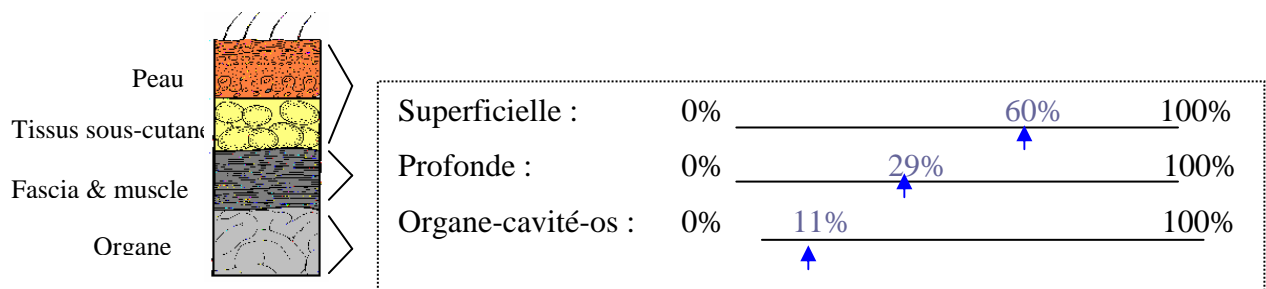 Peau
Tissus sous-cutané
Fascia & muscle
Organe
Superficielle : 0% 60% 100%
Profonde : 0% 29% 100%
Organe-cavité-os : 0% 11% 100%